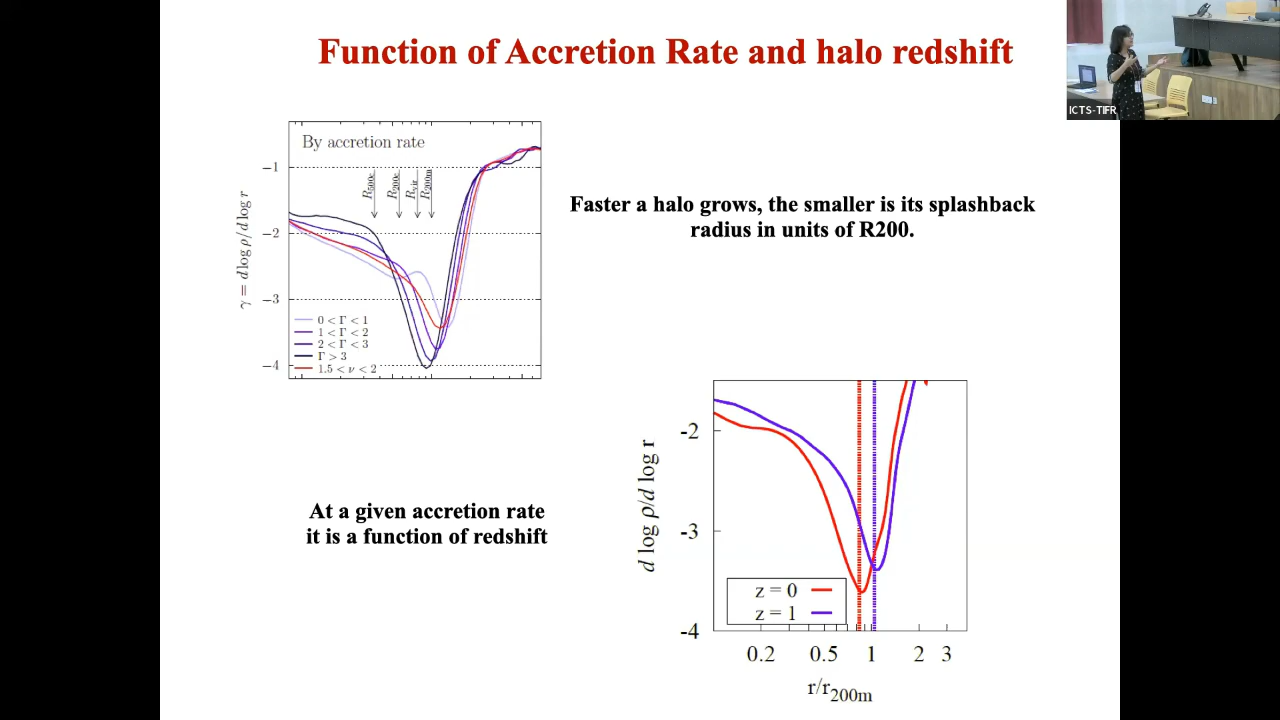 Function of Accretion Rate and halo redshift
ICTS-TIFR
By accretion rate
R500c
R200c
Rvir
R200m
γ = d log ρ / d log r
−1
−2
−3
−4
0 < Γ < 1
1 < Γ < 2
2 < Γ < 3
Γ > 3
1.5 < ν < 2
Faster a halo grows, the smaller is its splashback
radius in units of R200.
At a given accretion rate
it is a function of redshift
d log ρ/d log r
-2
-3
-4
z = 0
z = 1
0.2 0.5 1 2 3
r/r200m